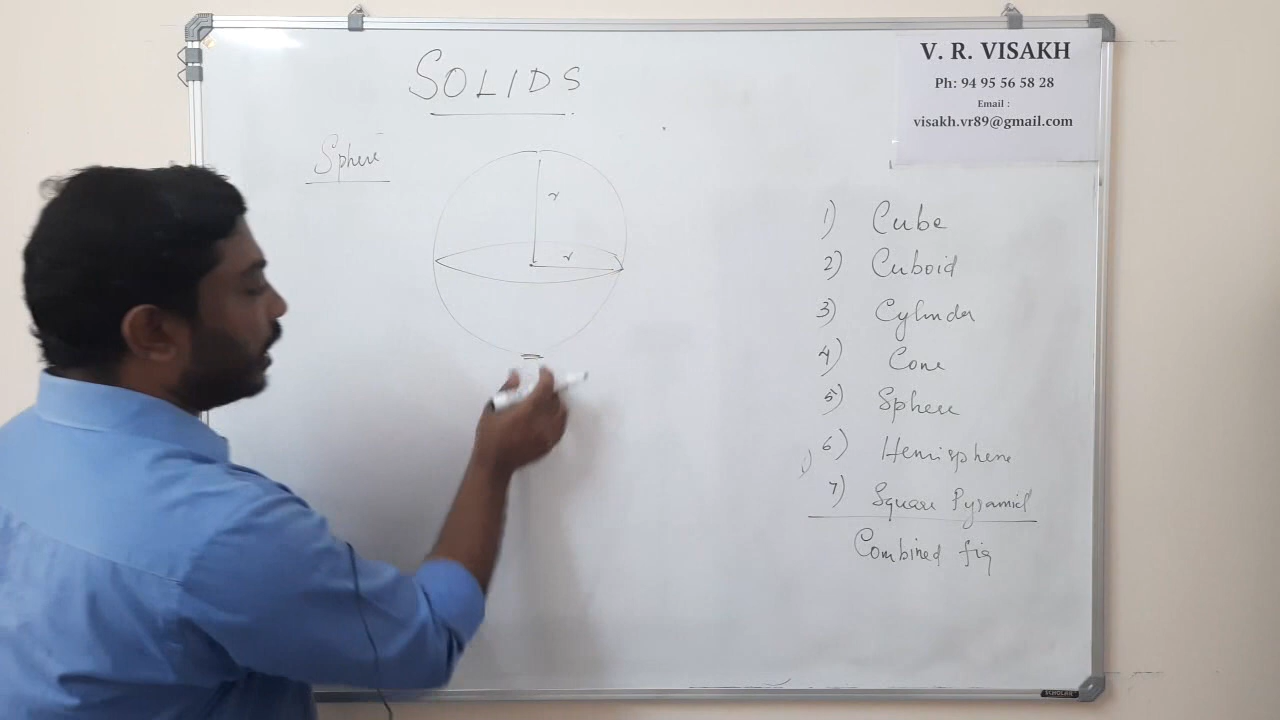 SOLIDS
V. R. VISAKH
Ph: 94 95 56 58 28
Email :
visakh.vr89@gmail.com
Sphere
r
r
1) Cube
2) Cuboid
3) Cylinder
4) Cone
5) Sphere
6) Hemisphere
7) Square Pyramid
Combined fig
SCHOLAR